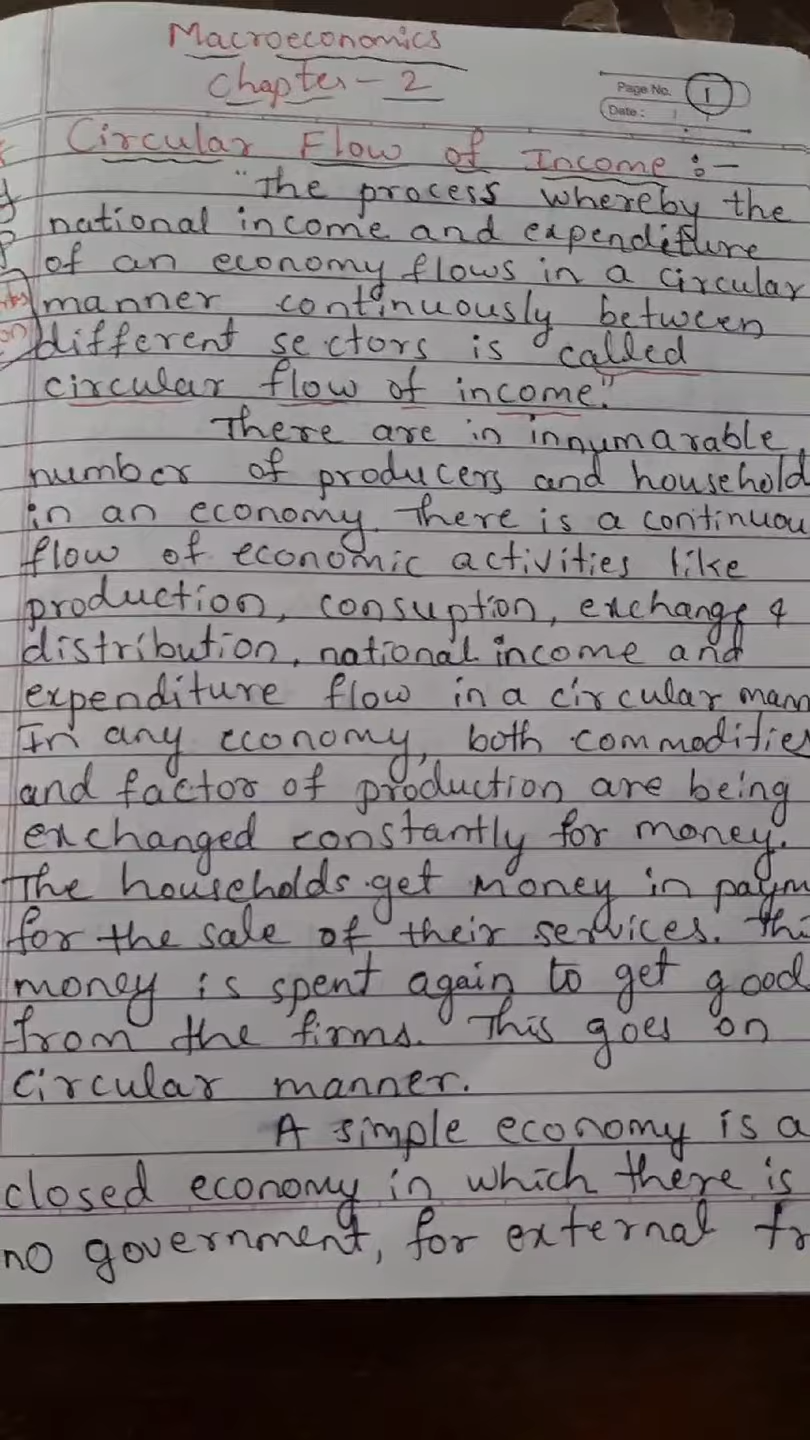 Macroeconomics
Chapter - 2
Page No. 1
Date :
Circular Flow of Income :-
"The process whereby the
national income and expenditure
of an economy flows in a circular
manner continuously between
different sectors is called
circular flow of income."
There are in innumarable
number of producers and household
in an economy. There is a continuou
flow of economic activities like
production, consuption, exchange &
distribution, national income and
expenditure flow in a circular mann
In any economy, both commodities
and factor of production are being
exchanged constantly for money.
The households get money in paym
for the sale of their services. Thi
money is spent again to get good
from the firms. This goes on
circular manner.
A simple economy is a
closed economy in which there is
no government, for external tr